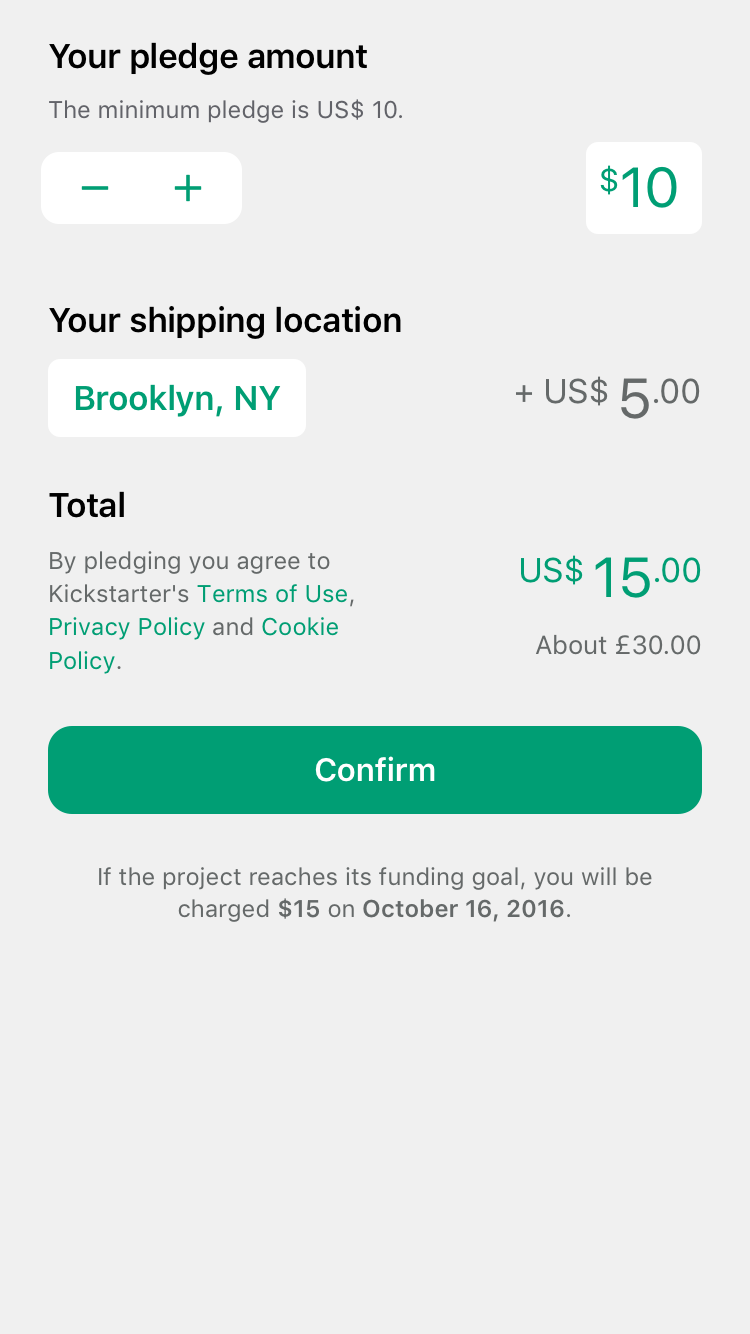 Your pledge amount
The minimum pledge is US$ 10.
− +
$10
Your shipping location
Brooklyn, NY
+ US$ 5.00
Total
By pledging you agree to
Kickstarter's Terms of Use,
Privacy Policy and Cookie
Policy.
US$ 15.00
About £30.00
Confirm
If the project reaches its funding goal, you will be
charged $15 on October 16, 2016.